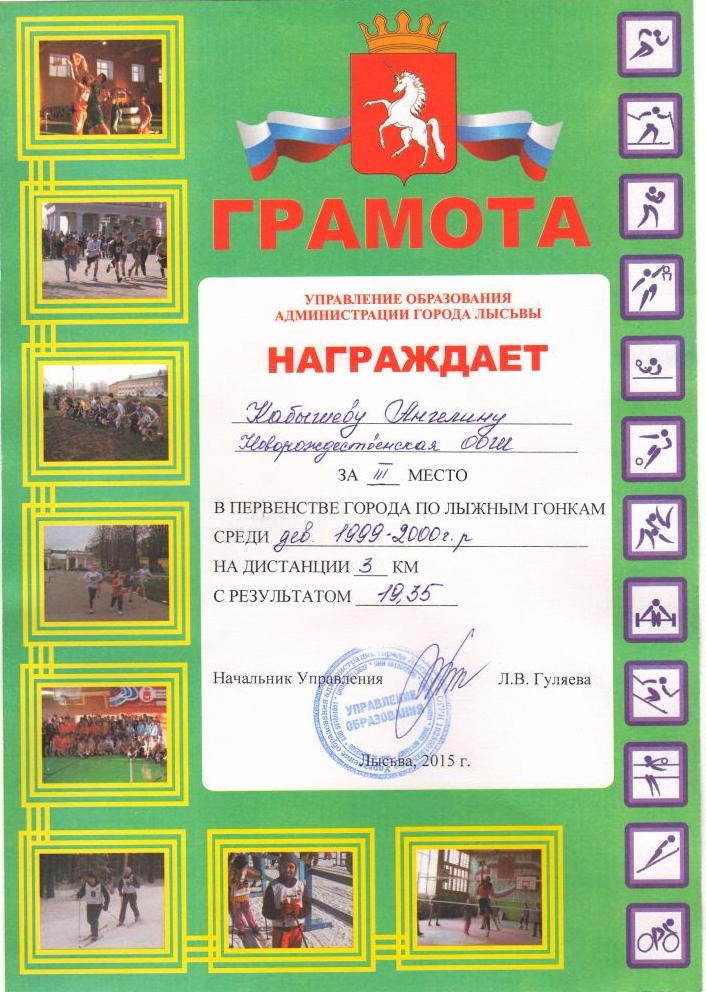 ГРАМОТА
УПРАВЛЕНИЕ ОБРАЗОВАНИЯ
АДМИНИСТРАЦИИ ГОРОДА ЛЫСЬВЫ
НАГРАЖДАЕТ
Кабышеву Ангелину
Новорождественская ООШ
ЗА III МЕСТО
В ПЕРВЕНСТВЕ ГОРОДА ПО ЛЫЖНЫМ ГОНКАМ
СРЕДИ дев. 1999-2000г.р
НА ДИСТАНЦИИ 3 КМ
С РЕЗУЛЬТАТОМ 19,35
Начальник Управления Л.В. Гуляева
УПРАВЛЕНИЕ
ОБРАЗОВАНИЯ
Лысьва, 2015 г.